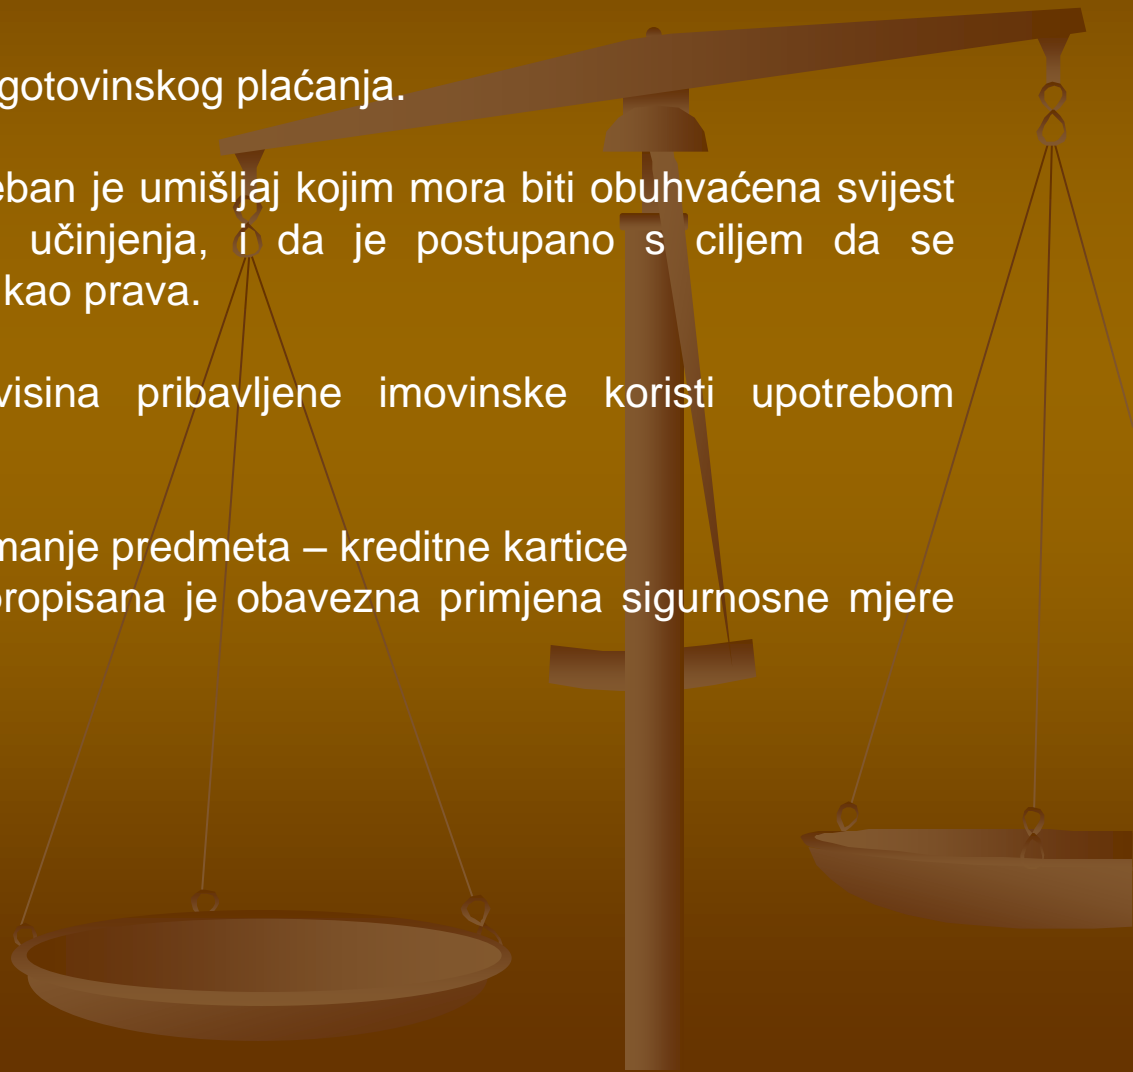 gotovinskog plaćanja.
eban je umišljaj kojim mora biti obuhvaćena svijest
učinjenja, i da je postupano s ciljem da se
kao prava.
visina pribavljene imovinske koristi upotrebom
manje predmeta – kreditne kartice
propisana je obavezna primjena sigurnosne mjere